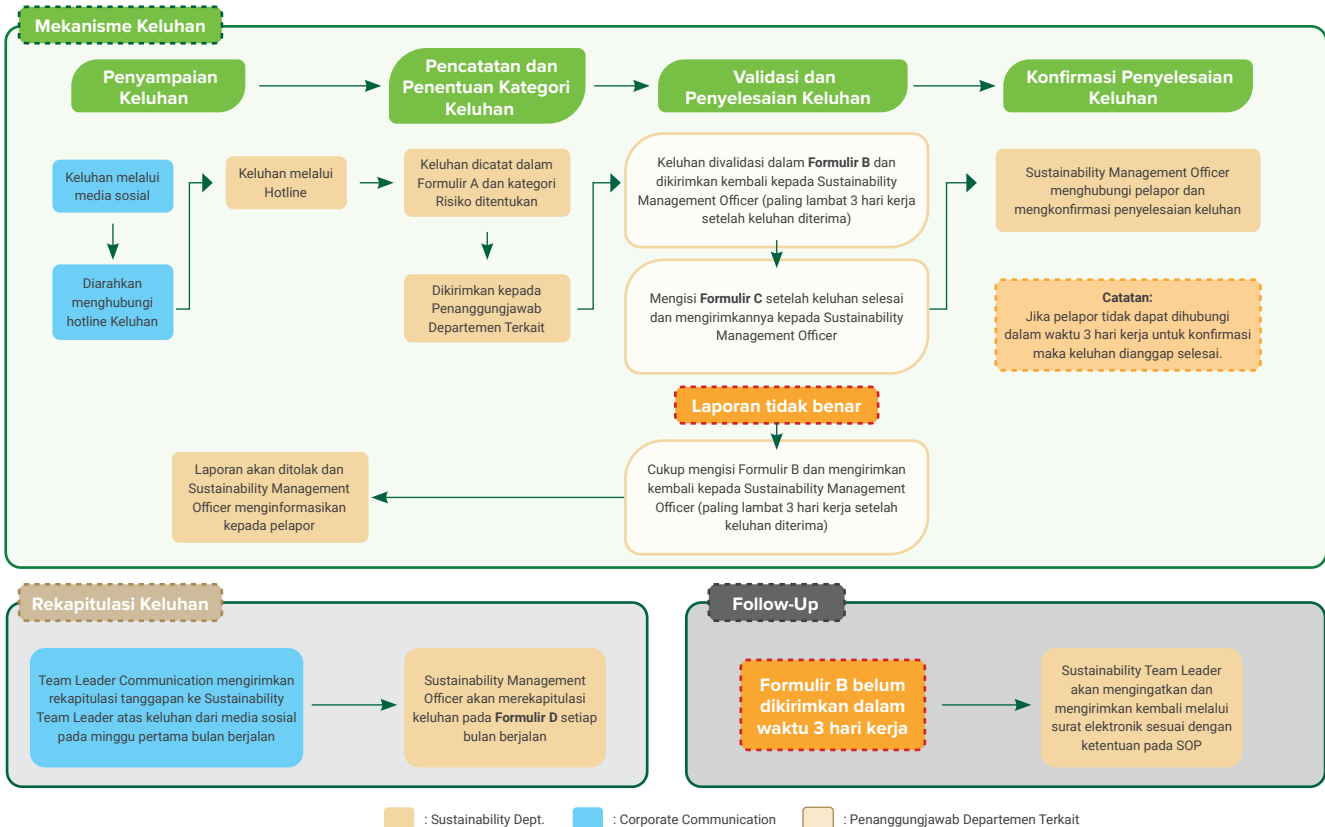 Mekanisme Keluhan
Penyampaian
Keluhan
Pencatatan dan
Penentuan Kategori
Keluhan
Validasi dan
Penyelesaian Keluhan
Konfirmasi Penyelesaian
Keluhan
Keluhan melalui
media sosial
Diarahkan
menghubungi
hotline Keluhan
Keluhan melalui
Hotline
Keluhan dicatat dalam
Formulir A dan kategori
Risiko ditentukan
Dikirimkan kepada
Penanggungjawab
Departemen Terkait
Keluhan divalidasi dalam Formulir B dan
dikirimkan kembali kepada Sustainability
Management Officer (paling lambat 3 hari kerja
setelah keluhan diterima)
Mengisi Formulir C setelah keluhan selesai
dan mengirimkannya kepada Sustainability
Management Officer
Sustainability Management Officer
menghubungi pelapor dan
mengkonfirmasi penyelesaian keluhan
Catatan:
Jika pelapor tidak dapat dihubungi
dalam waktu 3 hari kerja untuk konfirmasi
maka keluhan dianggap selesai.
Laporan tidak benar
Cukup mengisi Formulir B dan mengirimkan
kembali kepada Sustainability Management
Officer (paling lambat 3 hari kerja setelah
keluhan diterima)
Laporan akan ditolak dan
Sustainability Management
Officer menginformasikan
kepada pelapor
Rekapitulasi Keluhan
Team Leader Communication mengirimkan
rekapitulasi tanggapan ke Sustainability
Team Leader atas keluhan dari media sosial
pada minggu pertama bulan berjalan
Sustainability Management
Officer akan merekapitulasi
keluhan pada Formulir D setiap
bulan berjalan
Follow-Up
Formulir B belum
dikirimkan dalam
waktu 3 hari kerja
Sustainability Team Leader
akan mengingatkan dan
mengirimkan kembali melalui
surat elektronik sesuai dengan
ketentuan pada SOP
: Sustainability Dept.
: Corporate Communication
: Penanggungjawab Departemen Terkait